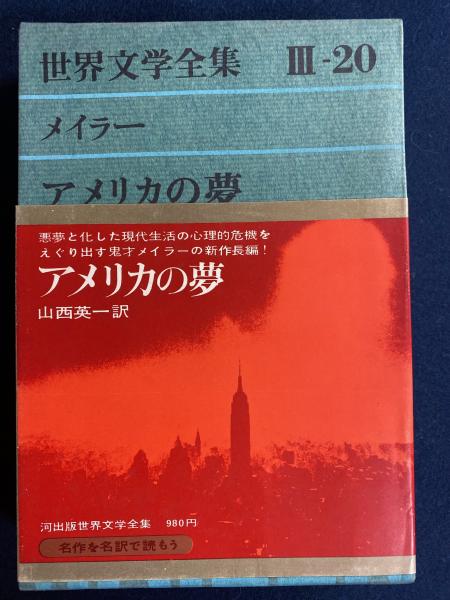 世界文学全集 Ⅲ-20
メイラー
アメリカの夢
悪夢と化した現代生活の心理的危機を
えぐり出す鬼才メイラーの新作長編！
アメリカの夢
山西英一訳
河出版世界文学全集 980円
名作を名訳で読もう